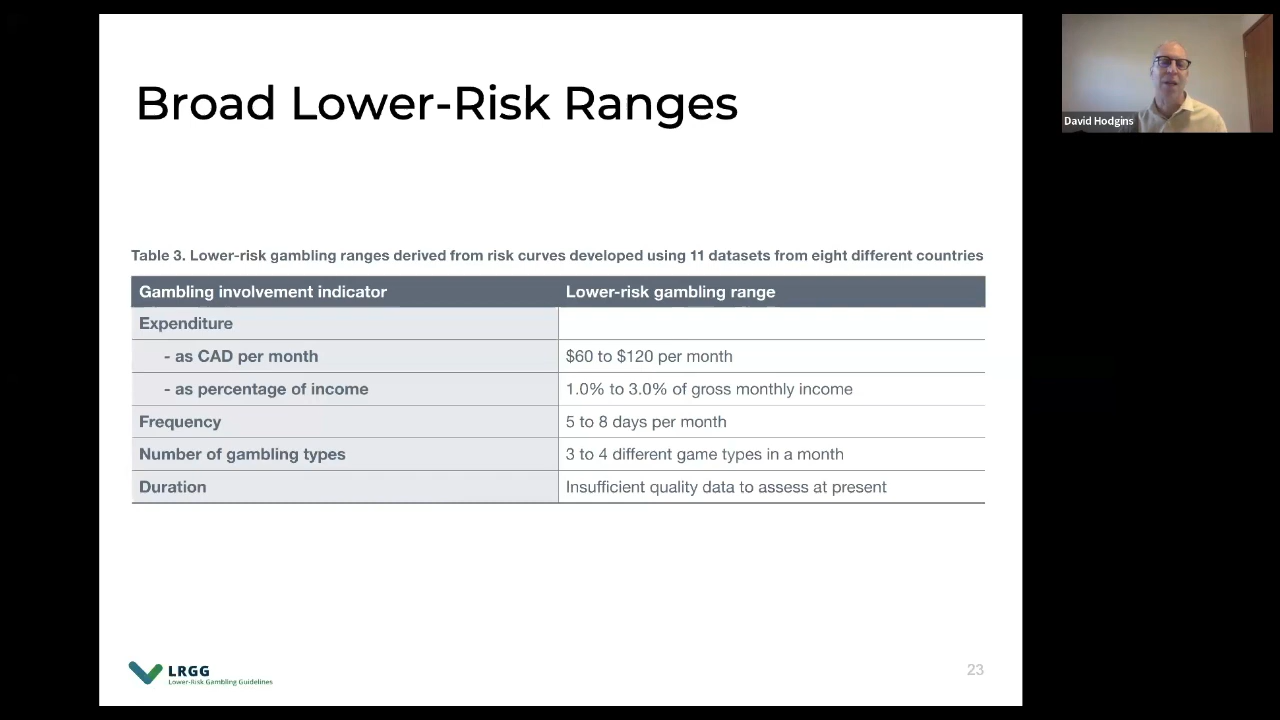 Broad Lower-Risk Ranges
David Hodgins
Table 3. Lower-risk gambling ranges derived from risk curves developed using 11 datasets from eight different countries
Gambling involvement indicator Lower-risk gambling range
Expenditure
- as CAD per month $60 to $120 per month
- as percentage of income 1.0% to 3.0% of gross monthly income
Frequency 5 to 8 days per month
Number of gambling types 3 to 4 different game types in a month
Duration Insufficient quality data to assess at present
LRGG
Lower-Risk Gambling Guidelines
23